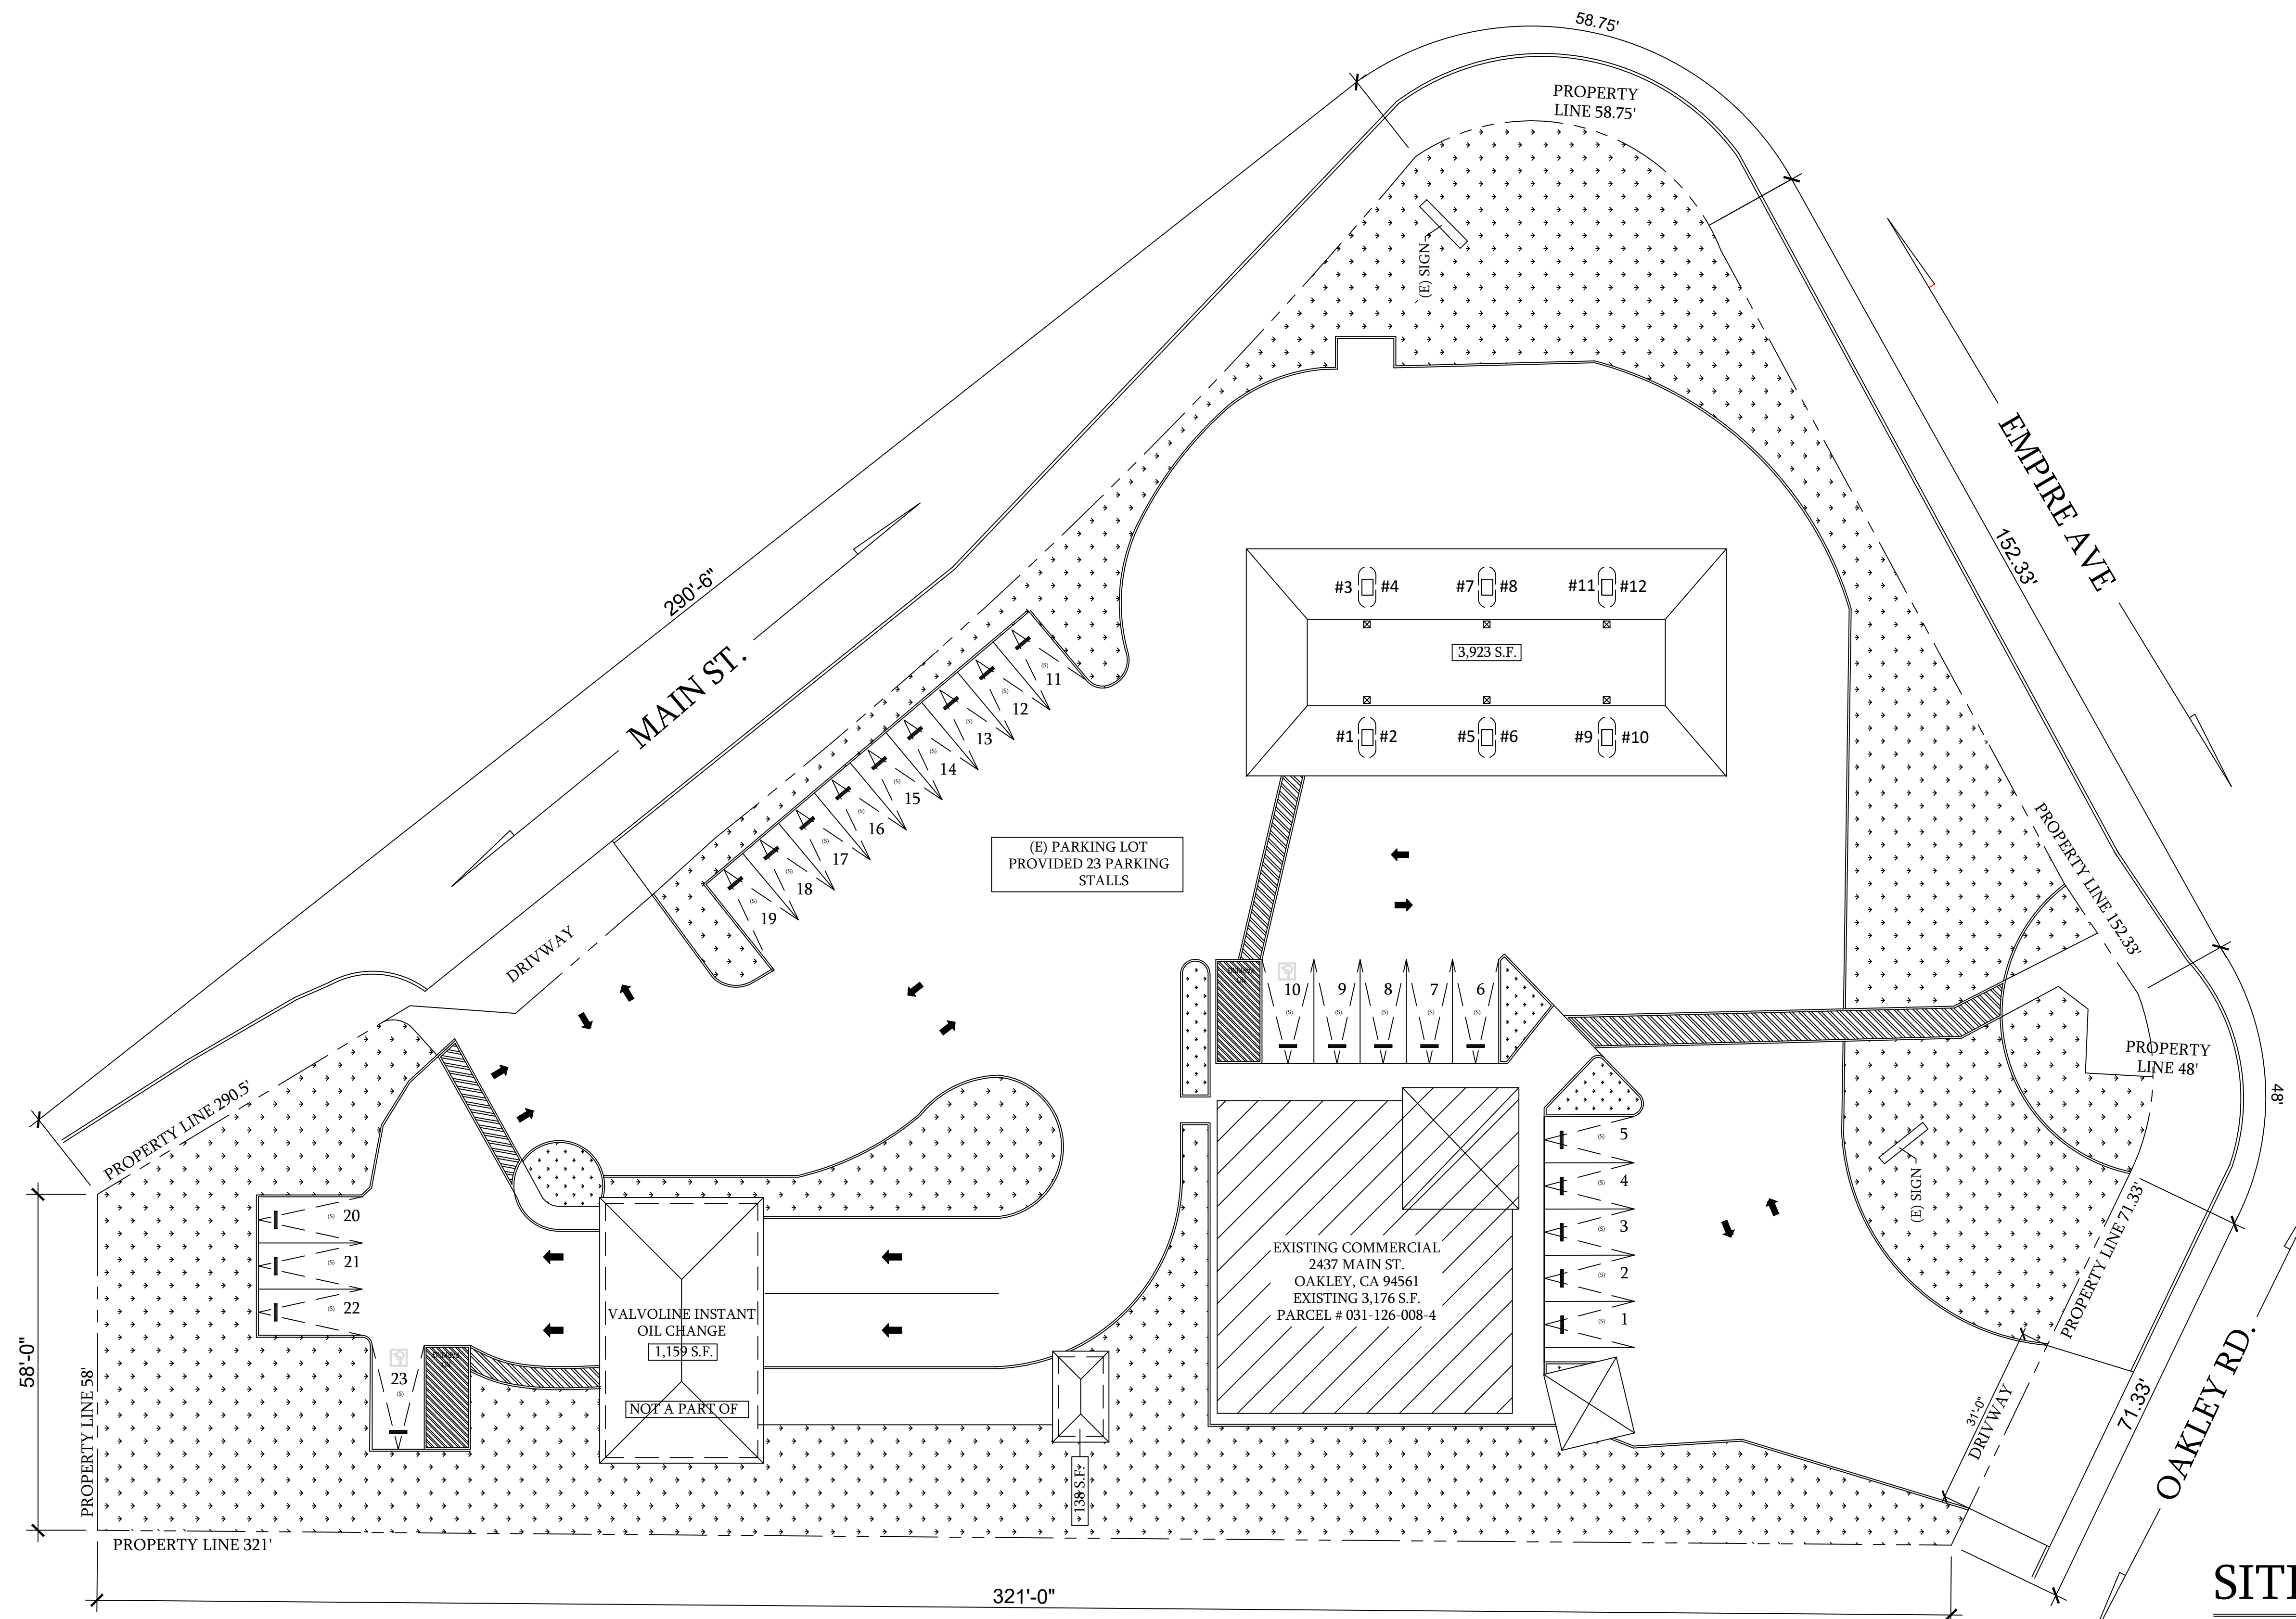 58.75'
PROPERTY
LINE 58.75'
(E) SIGN
EMPIRE AVE
152.33'
290'-6"
MAIN ST.
#3 #4 #7 #8 #11 #12
3,923 S.F.
#1 #2 #5 #6 #9 #10
11
12
13
14
15
16
17
18
19
(E) PARKING LOT
PROVIDED 23 PARKING
STALLS
PROPERTY LINE 152.33'
DRIVWAY
10 9 8 7 6
(S) (S) (S) (S) (S)
PROPERTY
LINE 48'
48'
PROPERTY LINE 290.5'
5
4
3
2
1
(E) SIGN
PROPERTY LINE 71.33'
20
21
22
23
58'-0"
PROPERTY LINE 58'
VALVOLINE INSTANT
OIL CHANGE
1,159 S.F.
NOT A PART OF
EXISTING COMMERCIAL
2437 MAIN ST.
OAKLEY, CA 94561
EXISTING 3,176 S.F.
PARCEL # 031-126-008-4
138 S.F.
31'-0"
DRIVWAY
71.33'
OAKLEY RD.
PROPERTY LINE 321'
321'-0"
SITE